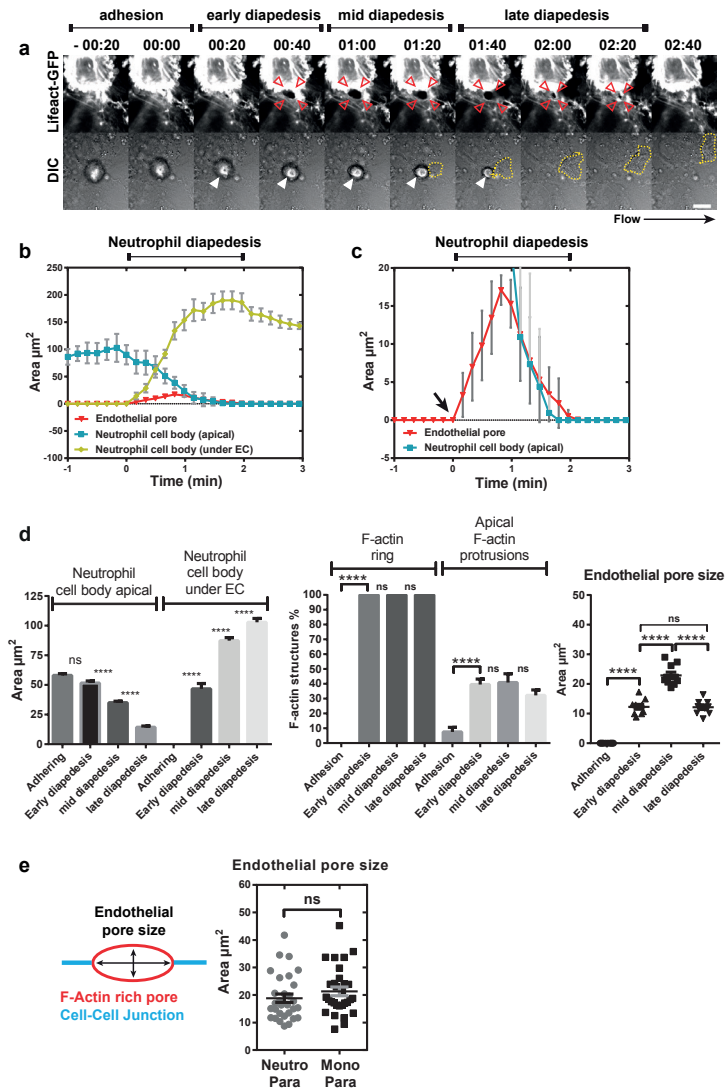 adhesion early diapedesis mid diapedesis late diapedesis
- 00:20 00:00 00:20 00:40 01:00 01:20 01:40 02:00 02:20 02:40
a
Lifeact-GFP
DIC
Flow
b
Neutrophil diapedesis
Area µm²
250
200
150
100
50
0
-50
-100
Endothelial pore
Neutrophil cell body (apical)
Neutrophil cell body (under EC)
-1 0 1 2 3
Time (min)
c
Neutrophil diapedesis
Area µm²
20
15
10
5
0
-5
Endothelial pore
Neutrophil cell body (apical)
-1 0 1 2 3
Time (min)
d
Neutrophil
cell body apical
Neutrophil
cell body
under EC
Area µm²
125
100
75
50
25
0
ns **** **** **** **** ****
Adhering
Early diapedesis
mid diapedesis
late diapedesis
Adhering
Early diapedesis
mid diapedesis
late diapedesis
F-actin
ring
Apical
F-actin
protrusions
F-actin structures %
100
90
80
70
60
50
40
30
20
10
0
**** ns ns **** ns ns
Adhesion
Early diapedesis
mid diapedesis
late diapedesis
Adhesion
Early diapedesis
mid diapedesis
late diapedesis
Endothelial pore size
Area µm²
40
30
20
10
0
ns
**** **** ****
Adhering
Early diapedesis
mid diapedesis
late diapedesis
e
Endothelial
pore size
F-Actin rich pore
Cell-Cell Junction
Endothelial pore size
Area µm²
60
50
40
30
20
10
0
ns
Neutro Mono
Para Para